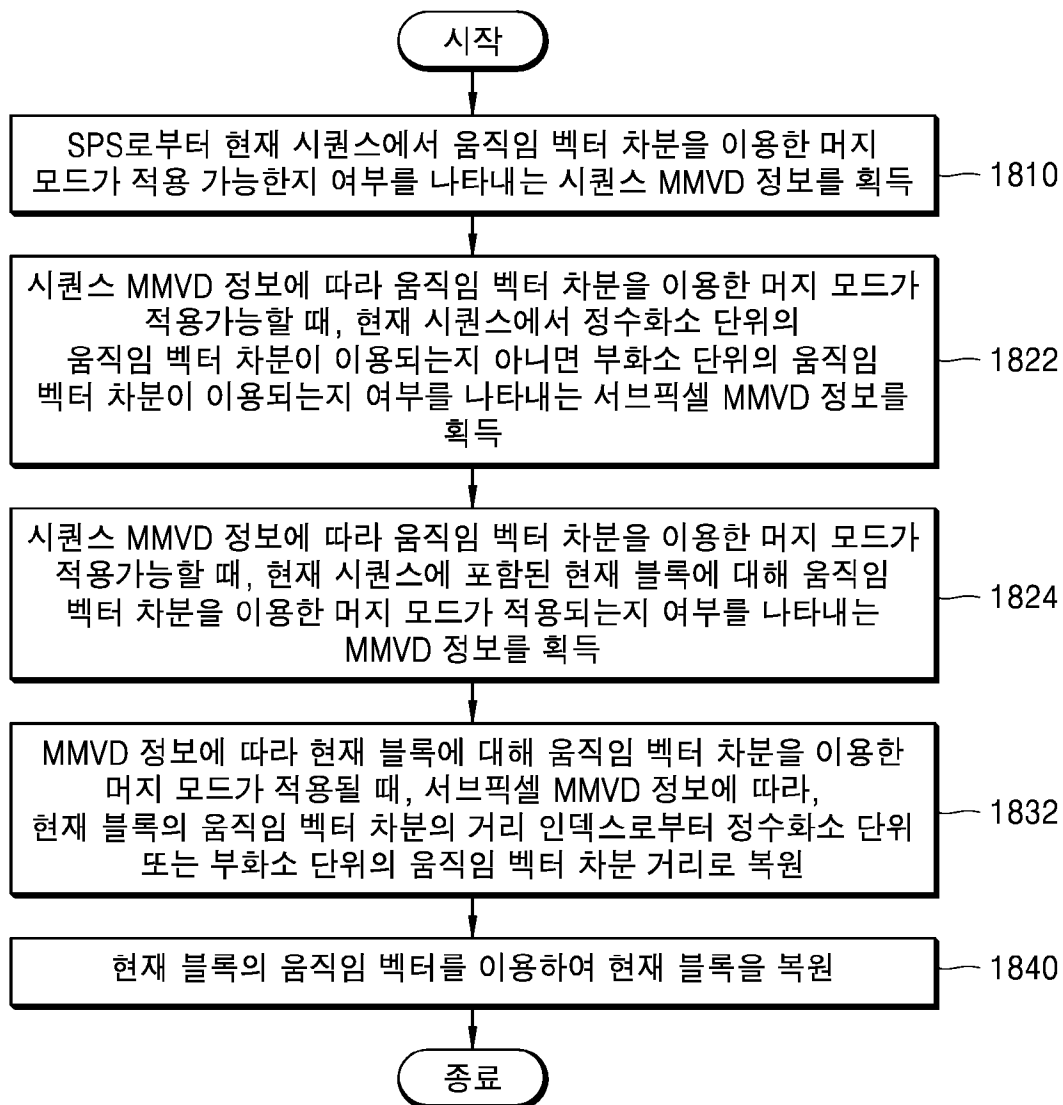 시작
SPS로부터 현재 시퀀스에서 움직임 벡터 차분을 이용한 머지
모드가 적용 가능한지 여부를 나타내는 시퀀스 MMVD 정보를 획득
1810
시퀀스 MMVD 정보에 따라 움직임 벡터 차분을 이용한 머지 모드가
적용가능할 때, 현재 시퀀스에서 정수화소 단위의
움직임 벡터 차분이 이용되는지 아니면 부화소 단위의 움직임
벡터 차분이 이용되는지 여부를 나타내는 서브픽셀 MMVD 정보를
획득
1822
시퀀스 MMVD 정보에 따라 움직임 벡터 차분을 이용한 머지 모드가
적용가능할 때, 현재 시퀀스에 포함된 현재 블록에 대해 움직임
벡터 차분을 이용한 머지 모드가 적용되는지 여부를 나타내는
MMVD 정보를 획득
1824
MMVD 정보에 따라 현재 블록에 대해 움직임 벡터 차분을 이용한
머지 모드가 적용될 때, 서브픽셀 MMVD 정보에 따라,
현재 블록의 움직임 벡터 차분의 거리 인덱스로부터 정수화소 단위
또는 부화소 단위의 움직임 벡터 차분 거리로 복원
1832
현재 블록의 움직임 벡터를 이용하여 현재 블록을 복원
1840
종료